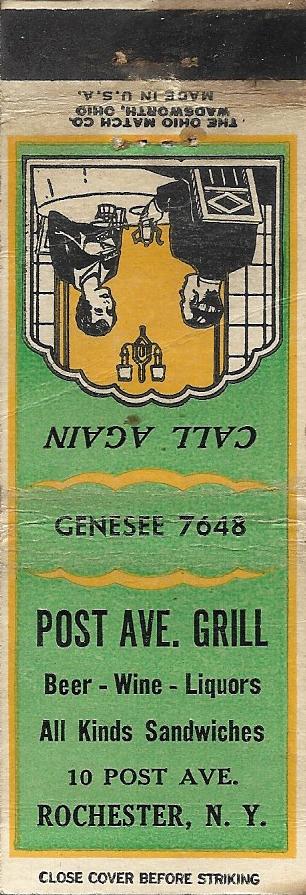 THE OHIO MATCH CO.
WADSWORTH, OHIO
MADE IN U.S.A.
CALL AGAIN
GENESEE 7648
POST AVE. GRILL
Beer - Wine - Liquors
All Kinds Sandwiches
10 POST AVE.
ROCHESTER, N. Y.
CLOSE COVER BEFORE STRIKING